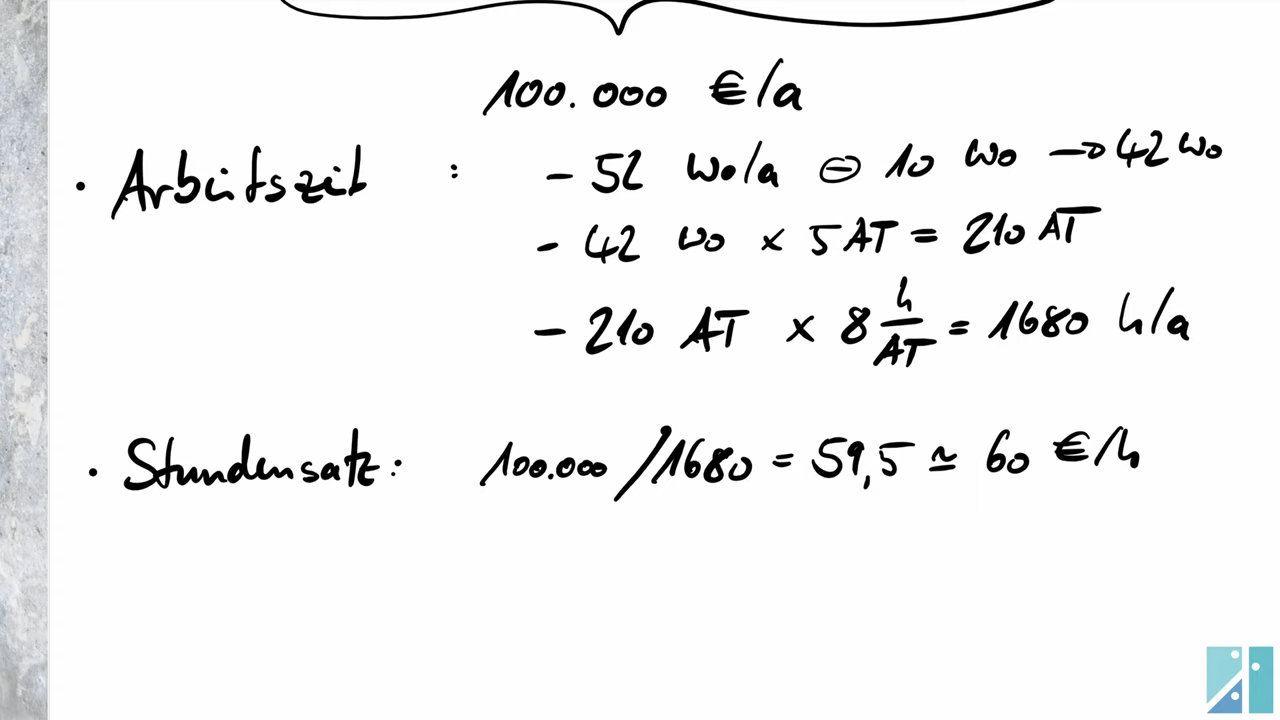 100.000 €/a
· Arbeitszeit : - 52 Wo/a ⊖ 10 Wo → 42 Wo
- 42 Wo x 5 AT = 210 AT
- 210 AT x 8 h/AT = 1680 h/a
· Stundensatz: 100.000 / 1680 = 59,5 ≃ 60 €/h